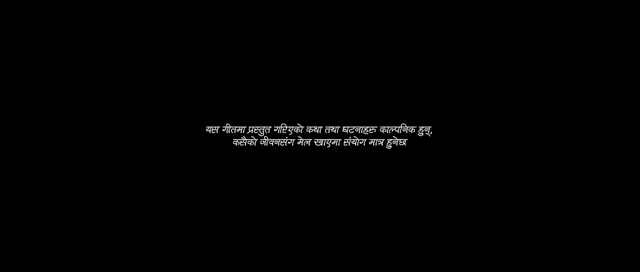 यस गीतमा प्रस्तुत गरिएको कथा तथा घटनाहरु काल्पनिक हुन्,
कसैको जीवनसंग मेल खाएमा संयोग मात्र हुनेछ